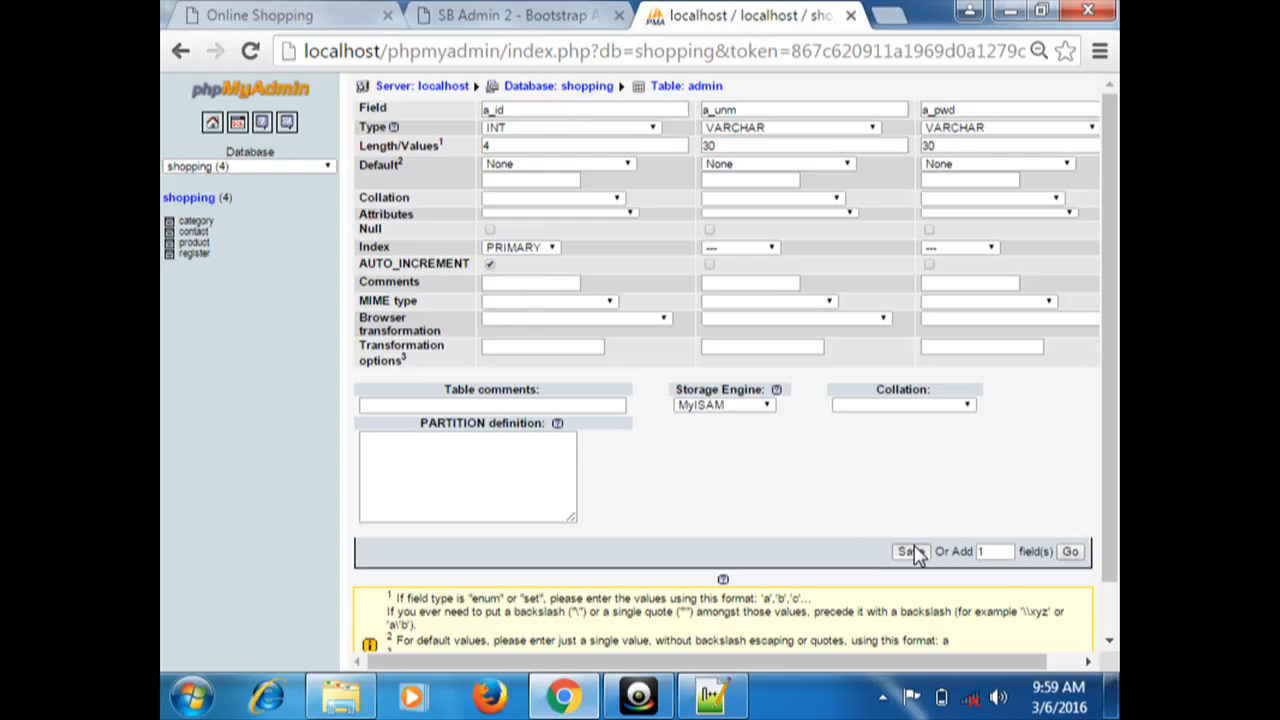 Online Shopping
SB Admin 2 - Bootstrap A
localhost / localhost / sho
localhost/phpmyadmin/index.php?db=shopping&token=867c620911a1969d0a1279c
phpMyAdmin
Database
shopping (4)
shopping (4)
category
contact
product
register
Server: localhost Database: shopping Table: admin
Field a_id a_unm a_pwd
Type INT VARCHAR VARCHAR
Length/Values1 4 30 30
Default2 None None None
Collation
Attributes
Null
Index PRIMARY --- ---
AUTO_INCREMENT
Comments
MIME type
Browser
transformation
Transformation
options3
Table comments: Storage Engine: Collation:
MyISAM
PARTITION definition:
Or Add 1 field(s) Go
1 If field type is "enum" or "set", please enter the values using this format: 'a','b','c'...
If you ever need to put a backslash ("\") or a single quote ("'") amongst those values, precede it with a backslash (for example '\\xyz' or
'a\'b').
2 For default values, please enter just a single value, without backslash escaping or quotes, using this format: a
9:59 AM
3/6/2016